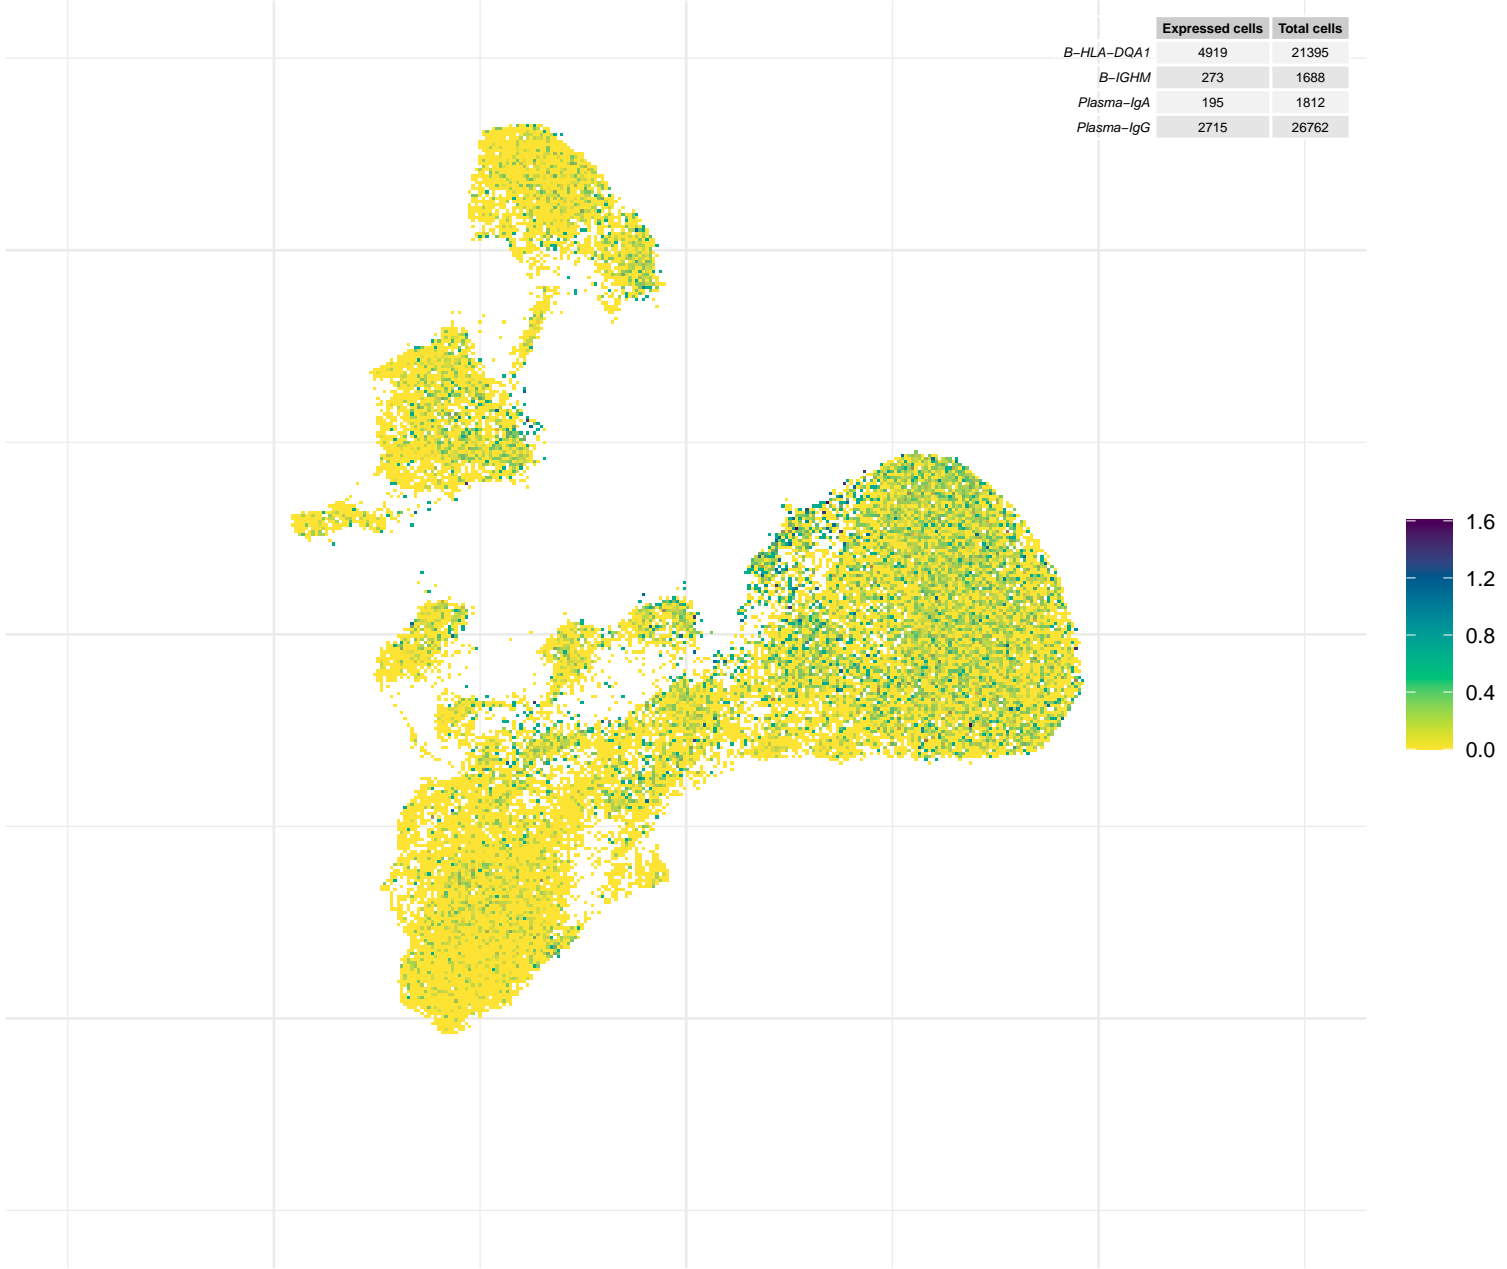 Expressed cells Total cells
B−HLA−DQA1 4919 21395
B−IGHM 273 1688
Plasma−IgA 195 1812
Plasma−IgG 2715 26762
1.6
1.2
0.8
0.4
0.0